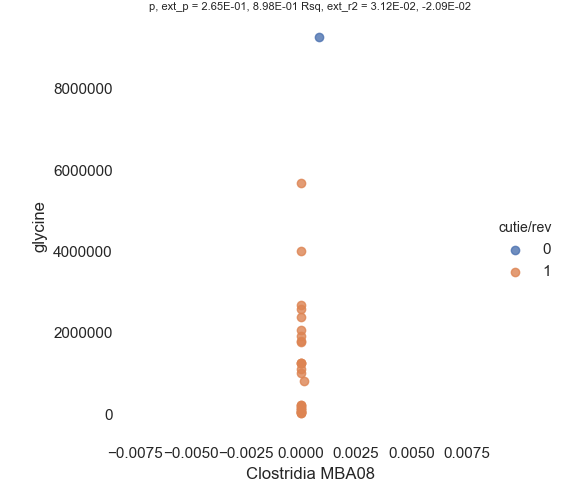 p, ext_p = 2.65E-01, 8.98E-01 Rsq, ext_r2 = 3.12E-02, -2.09E-02
8000000
6000000
4000000
2000000
0
glycine
cutie/rev
0
1
−0.0075 −0.0050 −0.0025 0.0000 0.0025 0.0050 0.0075
Clostridia MBA08